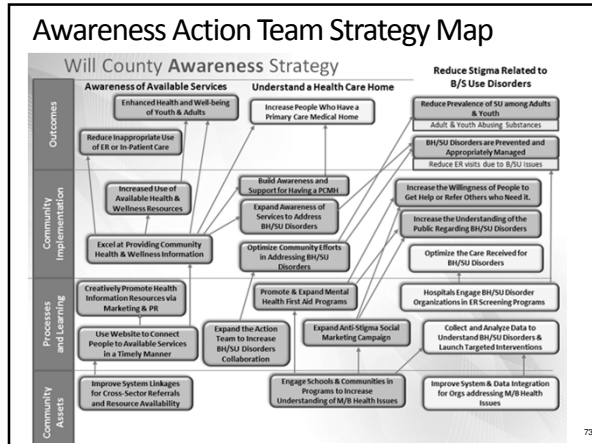 Awareness Action Team Strategy Map
Will County Awareness Strategy
Awareness of Available Services
Understand a Health Care Home
Reduce Stigma Related to
B/S Use Disorders
Outcomes
Enhanced Health and Well-being
of Youth & Adults
Increase People Who Have a
Primary Care Medical Home
Reduce Prevalence of SU among Adults
& Youth
Adult & Youth Abusing Substances
Reduce Inappropriate Use
of ER or In-Patient Care
BH/SU Disorders are Prevented and
Appropriately Managed
Reduce ER visits due to B/SU Issues
Community
Implementation
Increased Use of
Available Health &
Wellness Resources
Build Awareness and
Support for Having a PCMH
Expand Awareness of
Services to Address
BH/SU Disorders
Increase the Willingness of People to
Get Help or Refer Others who Need it.
Increase the Understanding of the
Public Regarding BH/SU Disorders
Excel at Providing Community
Health & Wellness Information
Optimize Community Efforts
in Addressing BH/SU
Disorders
Optimize the Care Received for
BH/SU Disorders
Processes
and Learning
Creatively Promote Health
Information Resources via
Marketing & PR
Promote & Expand Mental
Health First Aid Programs
Hospitals Engage BH/SU Disorder
Organizations in ER Screening Programs
Use Website to Connect
People to Available Services
in a Timely Manner
Expand the Action
Team to Increase
BH/SU Disorders
Collaboration
Expand Anti-Stigma Social
Marketing Campaign
Collect and Analyze Data to
Understand BH/SU Disorders &
Launch Targeted Interventions
Community
Assets
Improve System Linkages
for Cross-Sector Referrals
and Resource Availability
Engage Schools & Communities in
Programs to Increase
Understanding of M/B Health Issues
Improve System & Data Integration
for Orgs addressing M/B Health
Issues
73